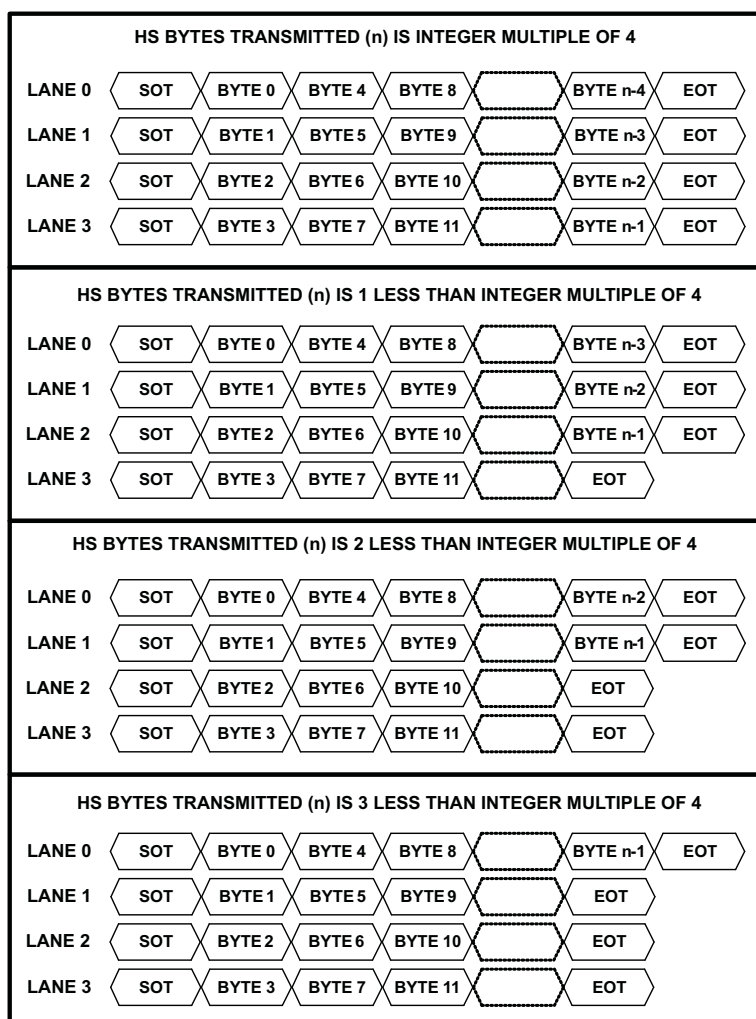 HS BYTES TRANSMITTED (n) IS INTEGER MULTIPLE OF 4
LANE 0 SOT BYTE 0 BYTE 4 BYTE 8 BYTE n-4 EOT
LANE 1 SOT BYTE 1 BYTE 5 BYTE 9 BYTE n-3 EOT
LANE 2 SOT BYTE 2 BYTE 6 BYTE 10 BYTE n-2 EOT
LANE 3 SOT BYTE 3 BYTE 7 BYTE 11 BYTE n-1 EOT
HS BYTES TRANSMITTED (n) IS 1 LESS THAN INTEGER MULTIPLE OF 4
LANE 0 SOT BYTE 0 BYTE 4 BYTE 8 BYTE n-3 EOT
LANE 1 SOT BYTE 1 BYTE 5 BYTE 9 BYTE n-2 EOT
LANE 2 SOT BYTE 2 BYTE 6 BYTE 10 BYTE n-1 EOT
LANE 3 SOT BYTE 3 BYTE 7 BYTE 11 EOT
HS BYTES TRANSMITTED (n) IS 2 LESS THAN INTEGER MULTIPLE OF 4
LANE 0 SOT BYTE 0 BYTE 4 BYTE 8 BYTE n-2 EOT
LANE 1 SOT BYTE 1 BYTE 5 BYTE 9 BYTE n-1 EOT
LANE 2 SOT BYTE 2 BYTE 6 BYTE 10 EOT
LANE 3 SOT BYTE 3 BYTE 7 BYTE 11 EOT
HS BYTES TRANSMITTED (n) IS 3 LESS THAN INTEGER MULTIPLE OF 4
LANE 0 SOT BYTE 0 BYTE 4 BYTE 8 BYTE n-1 EOT
LANE 1 SOT BYTE 1 BYTE 5 BYTE 9 EOT
LANE 2 SOT BYTE 2 BYTE 6 BYTE 10 EOT
LANE 3 SOT BYTE 3 BYTE 7 BYTE 11 EOT